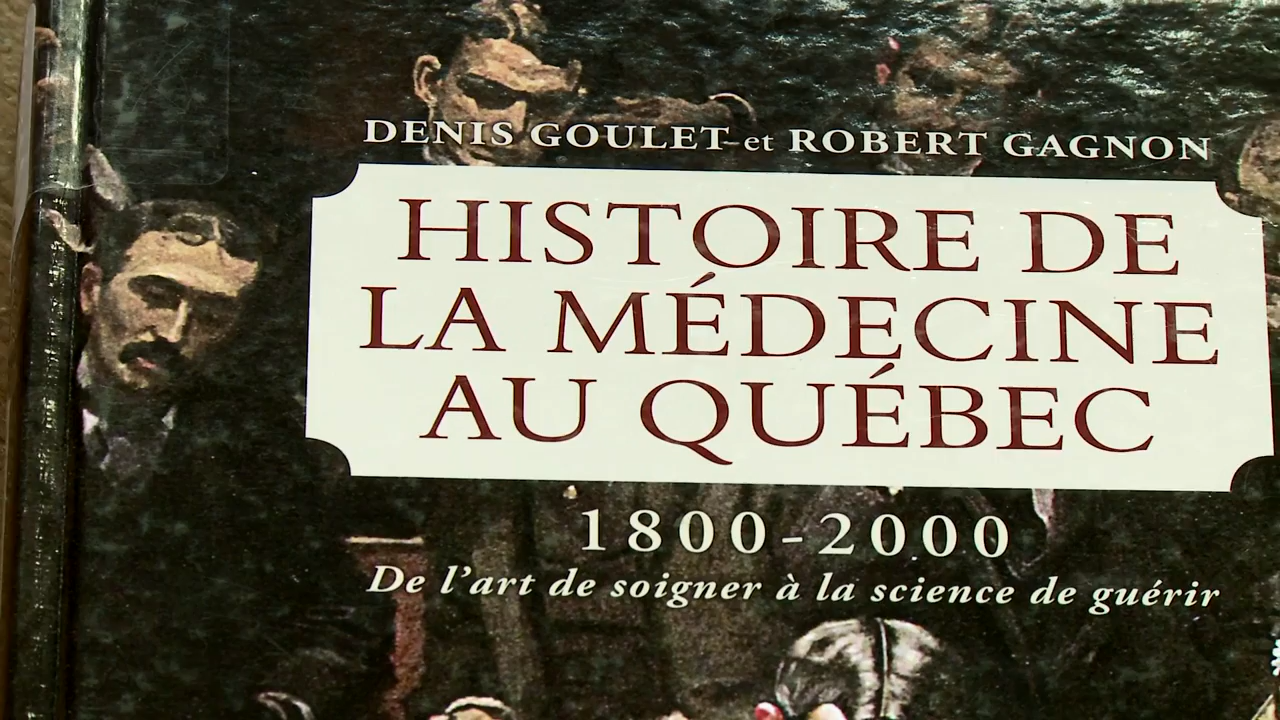 DENIS GOULET et ROBERT GAGNON
HISTOIRE DE
LA MÉDECINE
AU QUÉBEC
1800-2000
De l'art de soigner à la science de guérir